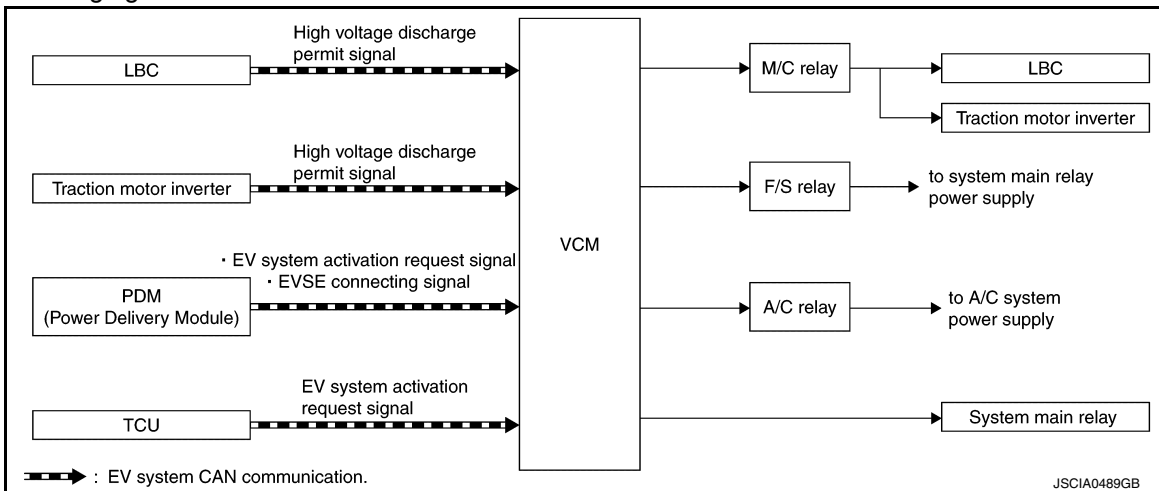 High voltage discharge
permit signal
LBC
High voltage discharge
permit signal
Traction motor inverter
· EV system activation request signal
· EVSE connecting signal
PDM
(Power Delivery Module)
EV system activation
request signal
TCU
: EV system CAN communication.
VCM
M/C relay
LBC
Traction motor inverter
F/S relay
to system main relay
power supply
A/C relay
to A/C system
power supply
System main relay
JSCIA0489GB